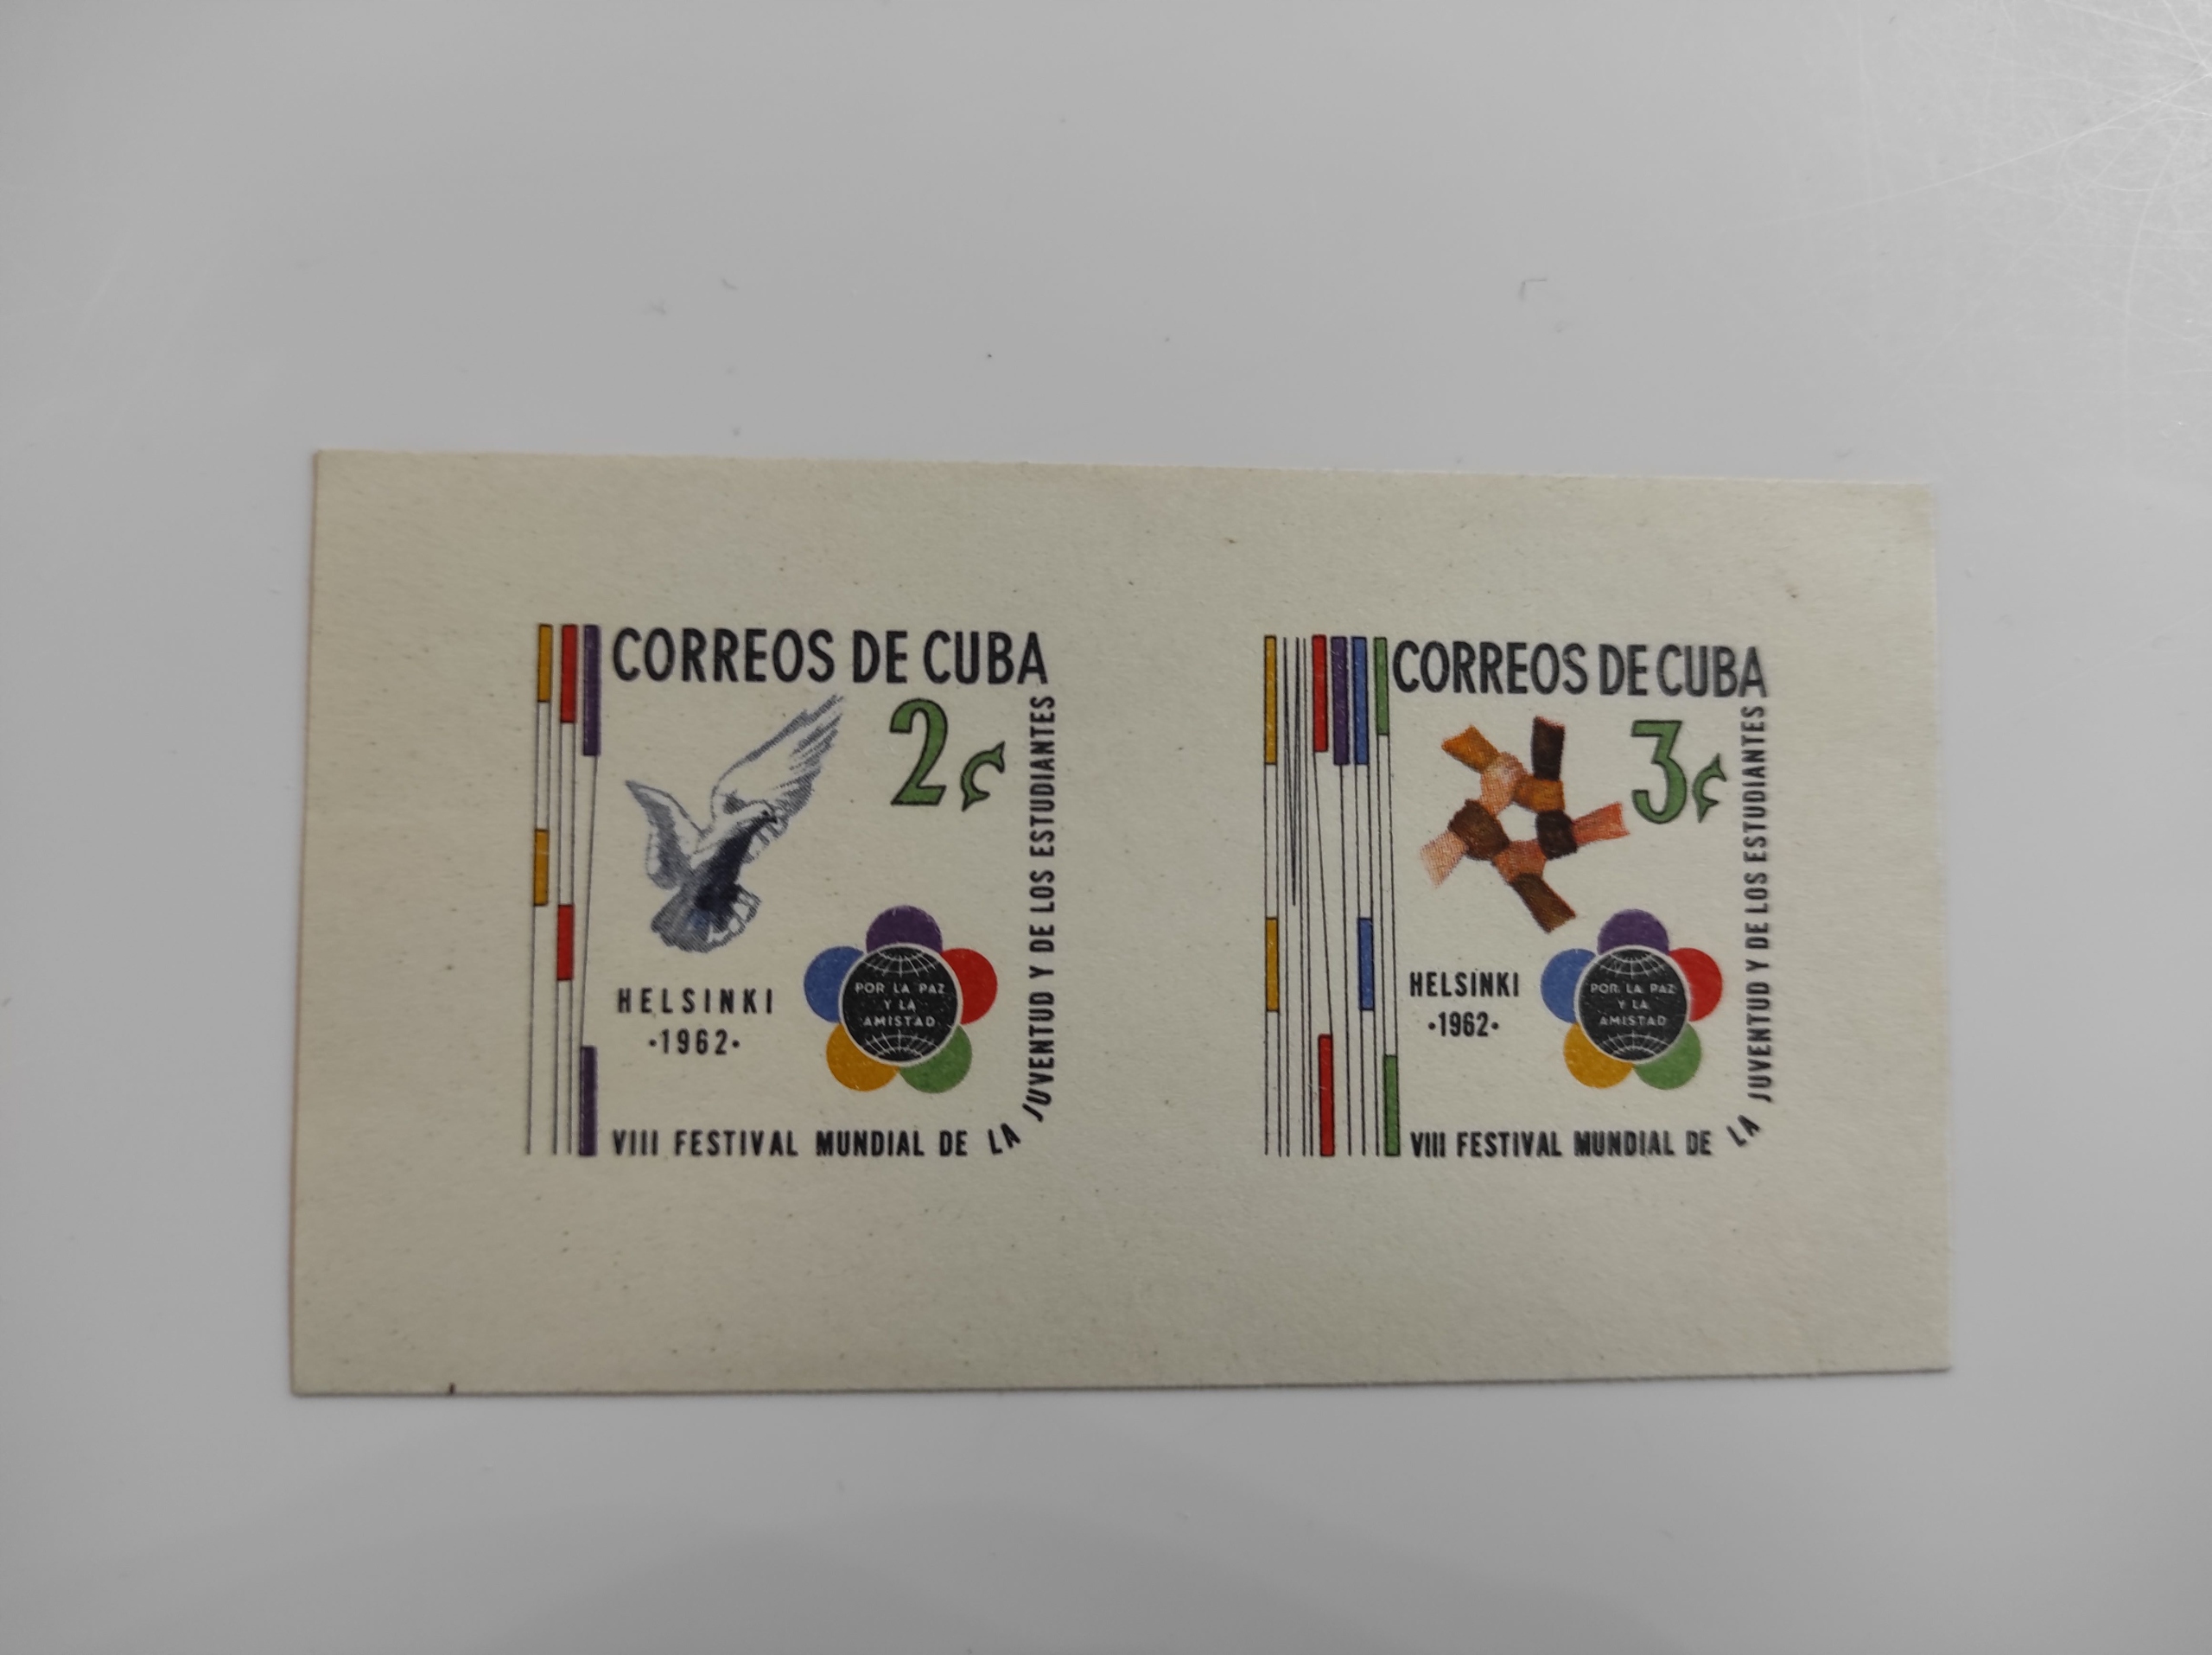 CORREOS DE CUBA
2¢
HELSINKI
·1962·
POR LA PAZ
Y LA
AMISTAD
VIII FESTIVAL MUNDIAL DE LA JUVENTUD Y DE LOS ESTUDIANTES
CORREOS DE CUBA
3¢
HELSINKI
·1962·
POR LA PAZ
Y LA
AMISTAD
VIII FESTIVAL MUNDIAL DE LA JUVENTUD Y DE LOS ESTUDIANTES